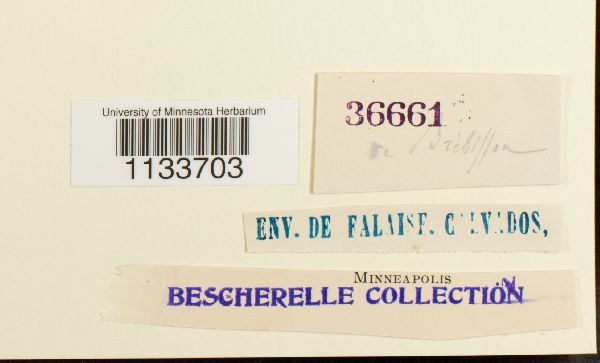 University of Minnesota Herbarium
1133703
36661
de Brébisson
ENV. DE FALAISE. CALVADOS,
MINNEAPOLIS
BESCHERELLE COLLECTION